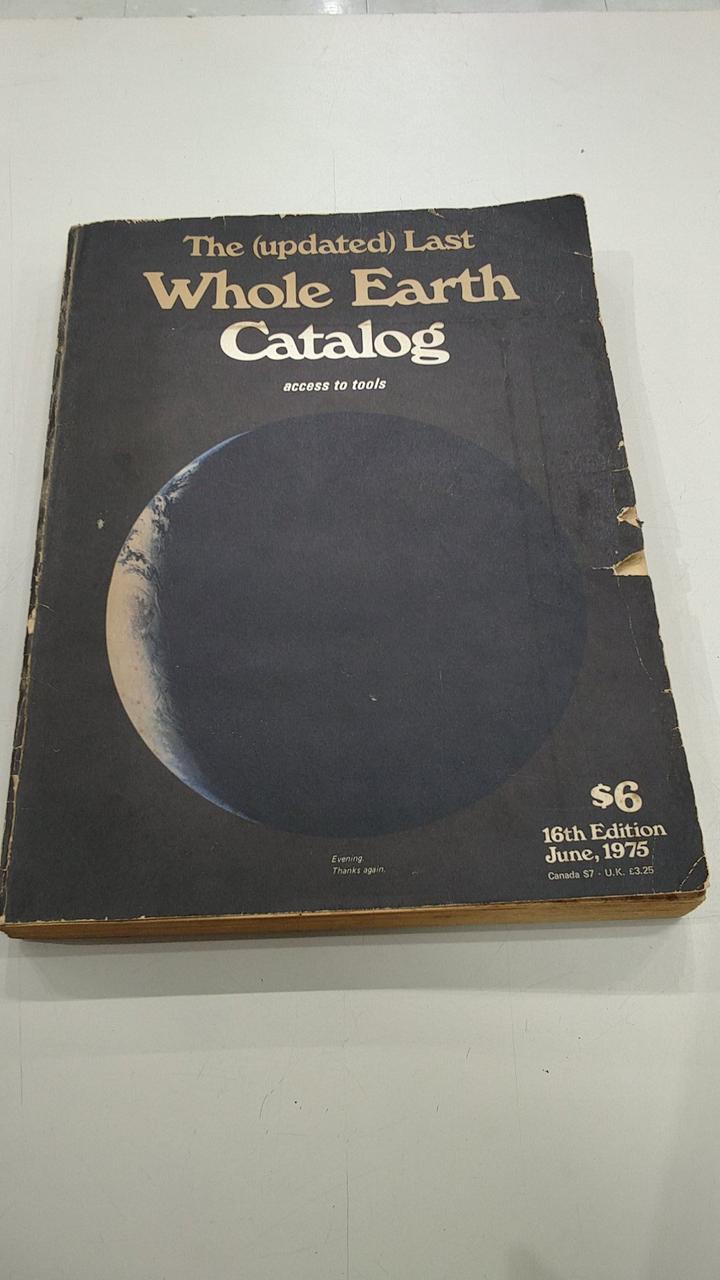 The (updated) Last
Whole Earth
Catalog
access to tools
$6
16th Edition
June, 1975
Canada $7 - U.K. £3.25
Evening.
Thanks again.